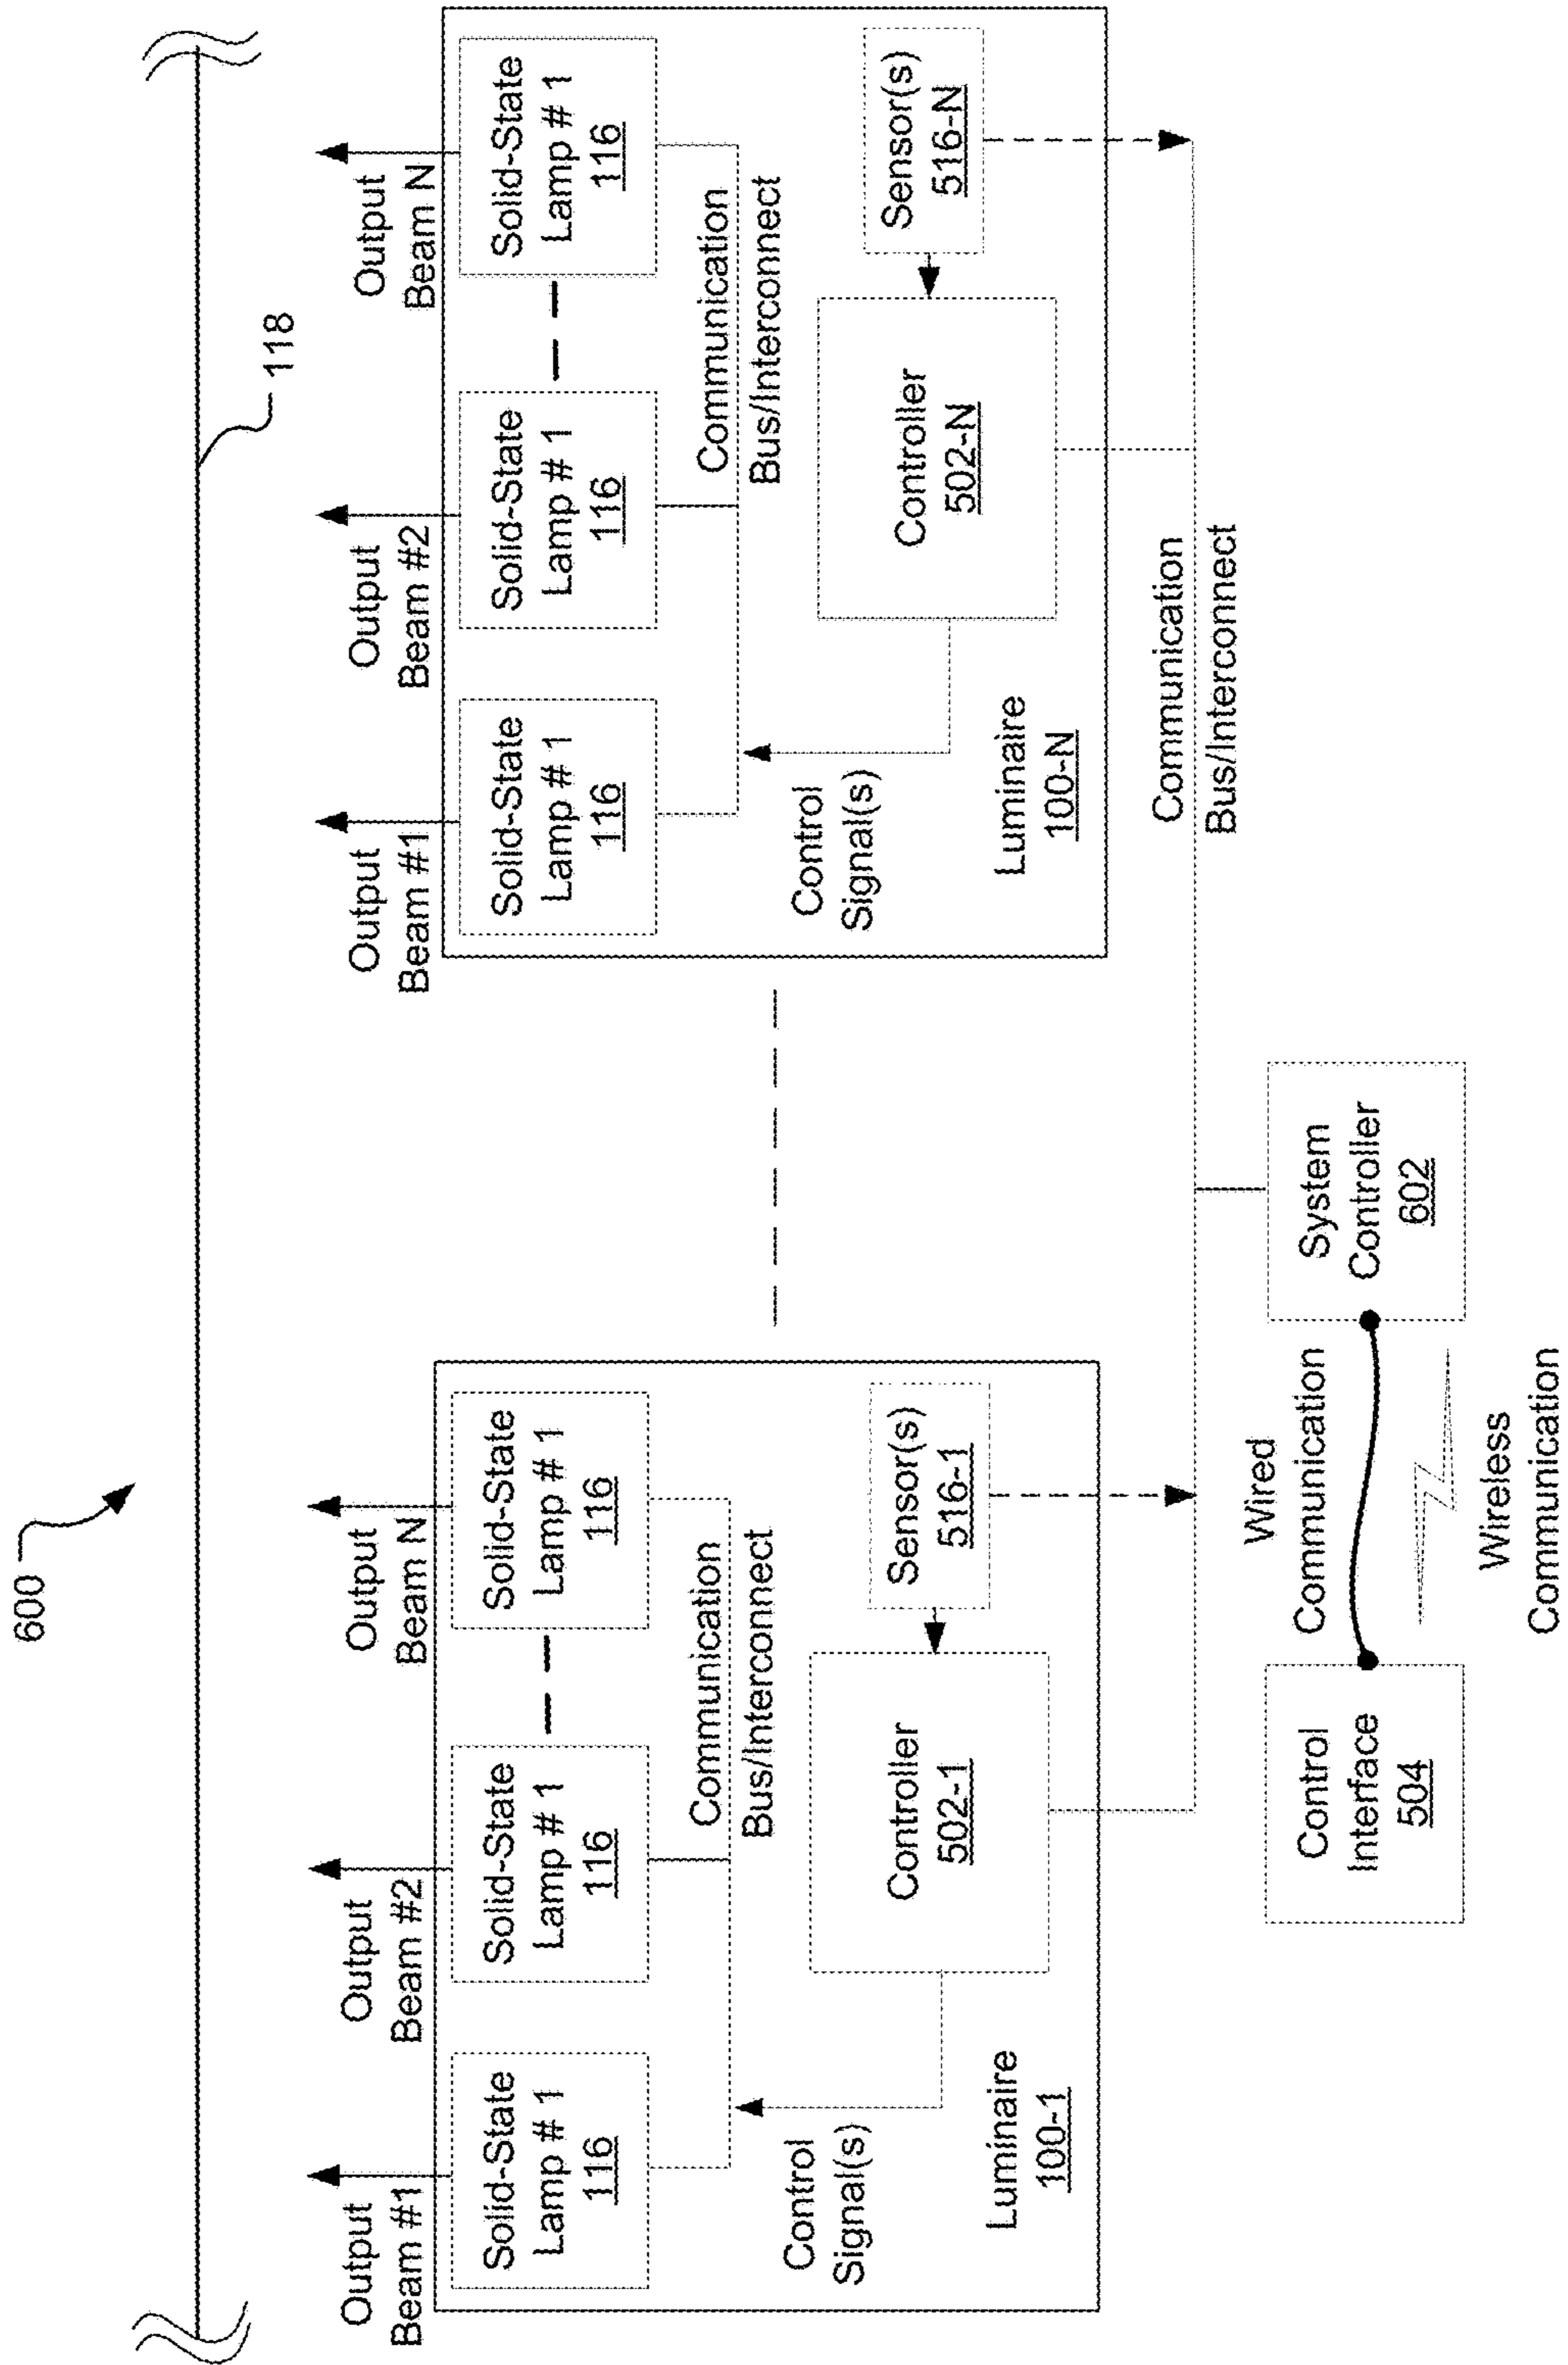 600
118
Output
Beam #1
Output
Beam #2
Output
Beam N
Solid-State
Lamp # 1
116
Solid-State
Lamp # 1
116
Solid-State
Lamp # 1
116
Communication
Bus/Interconnect
Control
Signal(s)
Controller
502-1
Sensor(s)
516-1
Luminaire
100-1
Output
Beam #1
Output
Beam #2
Output
Beam N
Solid-State
Lamp # 1
116
Solid-State
Lamp # 1
116
Solid-State
Lamp # 1
116
Communication
Bus/Interconnect
Control
Signal(s)
Controller
502-N
Sensor(s)
516-N
Luminaire
100-N
Communication
Bus/Interconnect
Control
Interface
504
Wired
Communication
Wireless
Communication
System
Controller
602